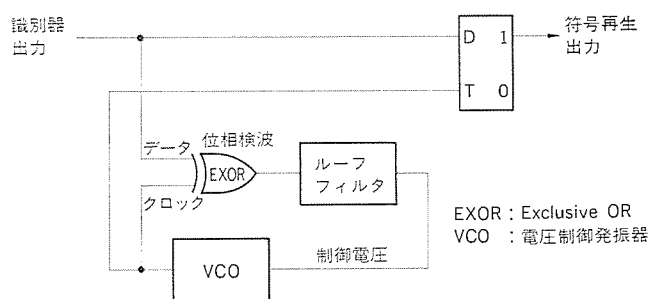 識別器
出力
D 1
T 0
符号再生
出力
データ
位相検波
EXOR
クロック
ループ
フィルタ
制御電圧
VCO
EXOR : Exclusive OR
VCO : 電圧制御発振器